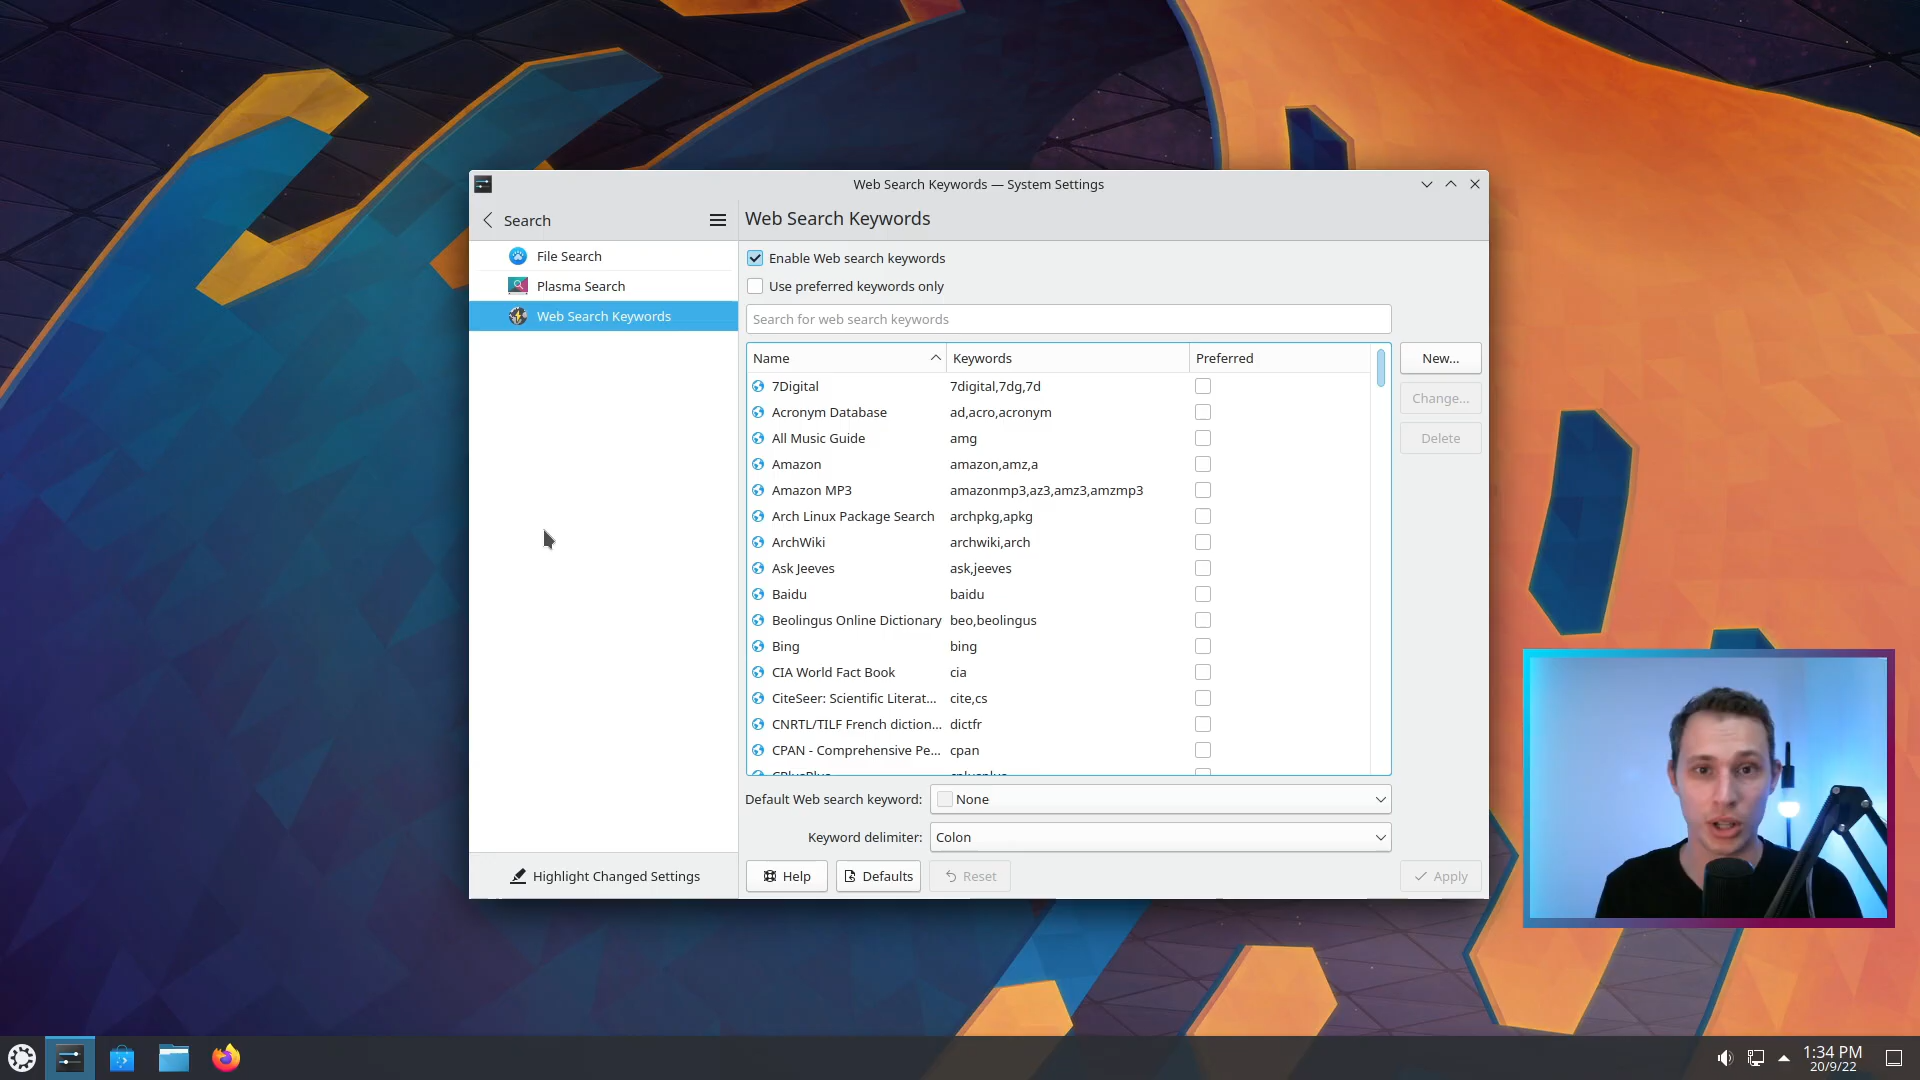 Web Search Keywords — System Settings
Search
Web Search Keywords
File Search
Plasma Search
Web Search Keywords
Enable Web search keywords
Use preferred keywords only
Search for web search keywords
Name Keywords Preferred
7Digital 7digital,7dg,7d
Acronym Database ad,acro,acronym
All Music Guide amg
Amazon amazon,amz,a
Amazon MP3 amazonmp3,az3,amz3,amzmp3
Arch Linux Package Search archpkg,apkg
ArchWiki archwiki,arch
Ask Jeeves ask,jeeves
Baidu baidu
Beolingus Online Dictionary beo,beolingus
Bing bing
CIA World Fact Book cia
CiteSeer: Scientific Literat... cite,cs
CNRTL/TILF French diction... dictfr
CPAN - Comprehensive Pe... cpan
New...
Change...
Delete
Default Web search keyword: None
Keyword delimiter: Colon
Highlight Changed Settings
Help Defaults Reset Apply
1:34 PM
20/9/22